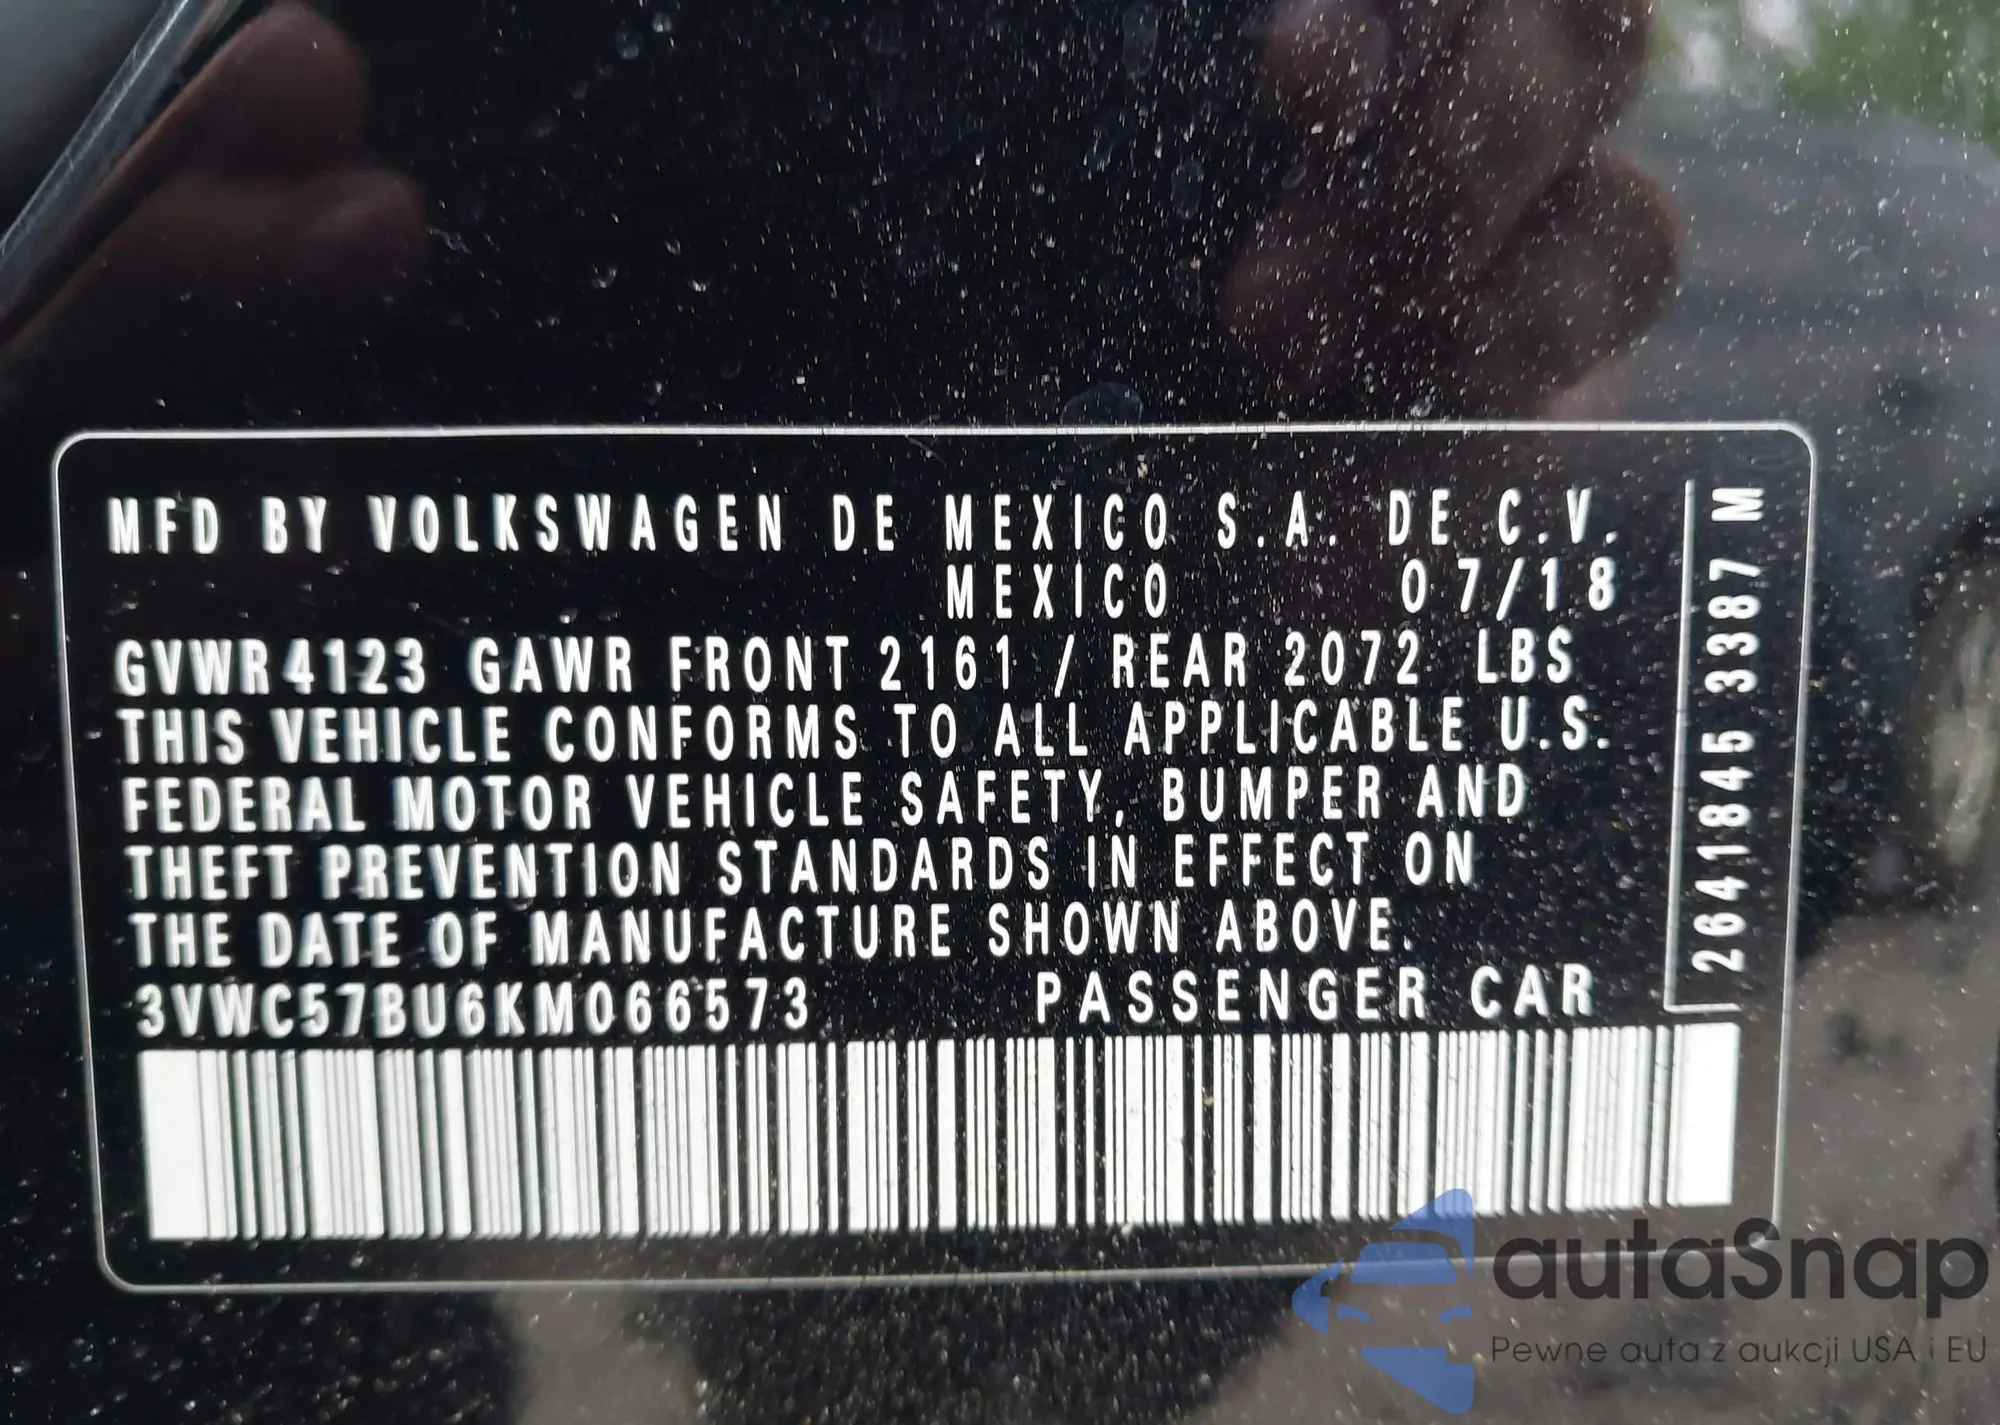 MFD BY VOLKSWAGEN DE MEXICO S.A. DE C.V.
MEXICO 07/18
GVWR 4123 GAWR FRONT 2161 / REAR 2072 LBS
THIS VEHICLE CONFORMS TO ALL APPLICABLE U.S.
FEDERAL MOTOR VEHICLE SAFETY, BUMPER AND
THEFT PREVENTION STANDARDS IN EFFECT ON
THE DATE OF MANUFACTURE SHOWN ABOVE.
3VWC57BU6KM066573 PASSENGER CAR
2641845 3387 M
autaSnap
Pewne auta z aukcji USA i EU